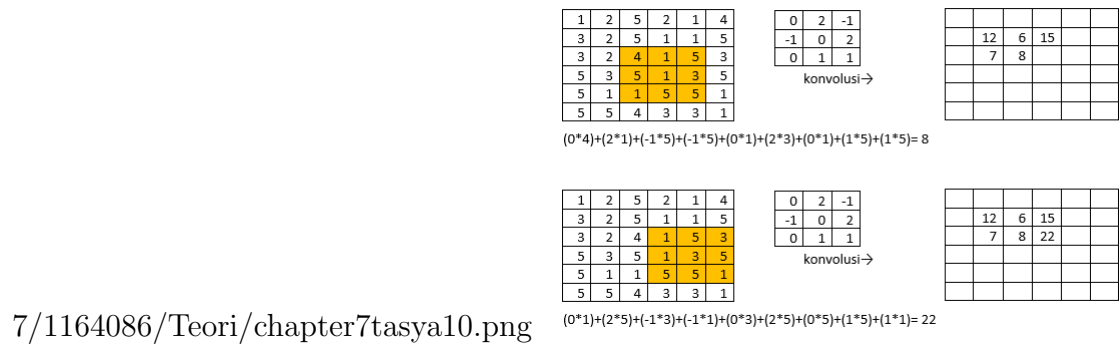 1 2 5 2 1 4 0 2 -1
3 2 5 1 1 5 -1 0 2 12 6 15
3 2 4 1 5 3 0 1 1 7 8
5 3 5 1 3 5 konvolusi→
5 1 1 5 5 1
5 5 4 3 3 1
(0*4)+(2*1)+(-1*5)+(-1*5)+(0*1)+(2*3)+(0*1)+(1*5)+(1*5)= 8
1 2 5 2 1 4 0 2 -1
3 2 5 1 1 5 -1 0 2 12 6 15
3 2 4 1 5 3 0 1 1 7 8 22
5 3 5 1 3 5 konvolusi→
5 1 1 5 5 1
5 5 4 3 3 1
7/1164086/Teori/chapter7tasya10.png
(0*1)+(2*5)+(-1*3)+(-1*1)+(0*3)+(2*5)+(0*5)+(1*5)+(1*1)= 22